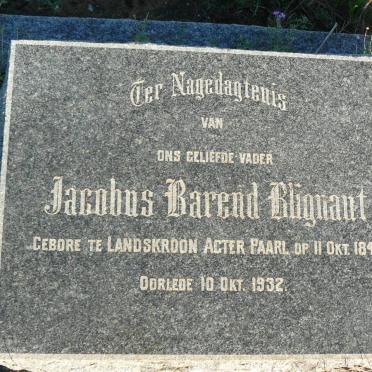 Ter Nagedagtenis
VAN
ONS GELIEFDE VADER
Jacobus Barend Blignaut
GEBORE TE LANDSKROON AGTER PAARL OP 11 OKT. 184
OORLEDE 10 OKT. 1932.